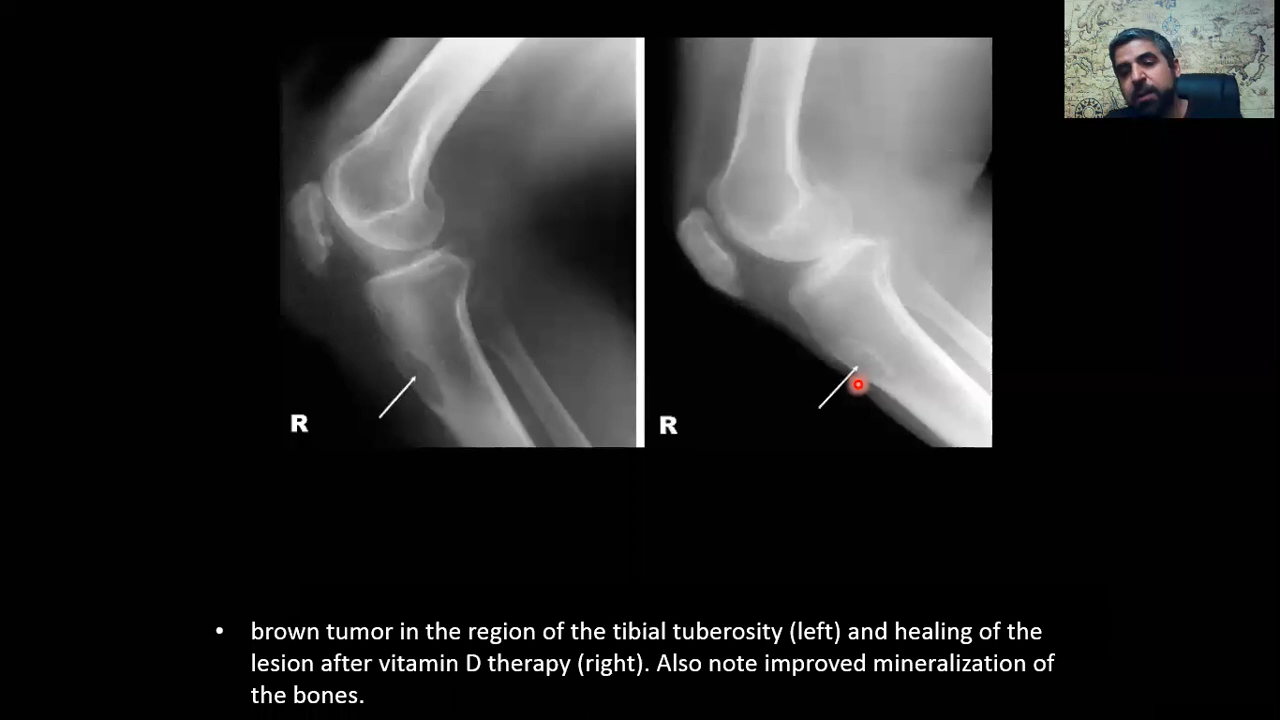 R
R
• brown tumor in the region of the tibial tuberosity (left) and healing of the
lesion after vitamin D therapy (right). Also note improved mineralization of
the bones.